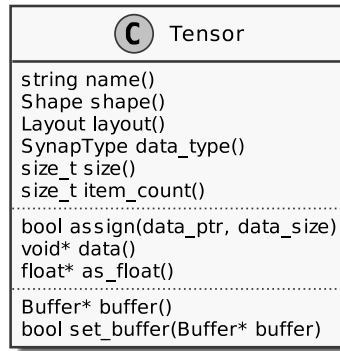 C Tensor
string name()
Shape shape()
Layout layout()
SynapType data_type()
size_t size()
size_t item_count()
bool assign(data_ptr, data_size)
void* data()
float* as_float()
Buffer* buffer()
bool set_buffer(Buffer* buffer)